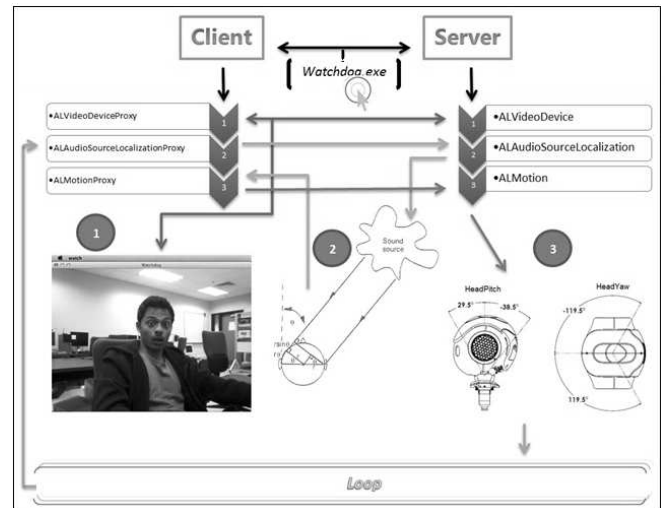 Client
Server
Watchdog.exe
•ALVideoDeviceProxy
1
1
•ALVideoDevice
•ALAudioSourceLocalizationProxy
2
2
•ALAudioSourceLocalization
•ALMotionProxy
3
3
•ALMotion
1
2
3
watch
Sound
source
HeadPitch
29.5°
-38.5°
HeadYaw
-119.5°
119.5°
Loop